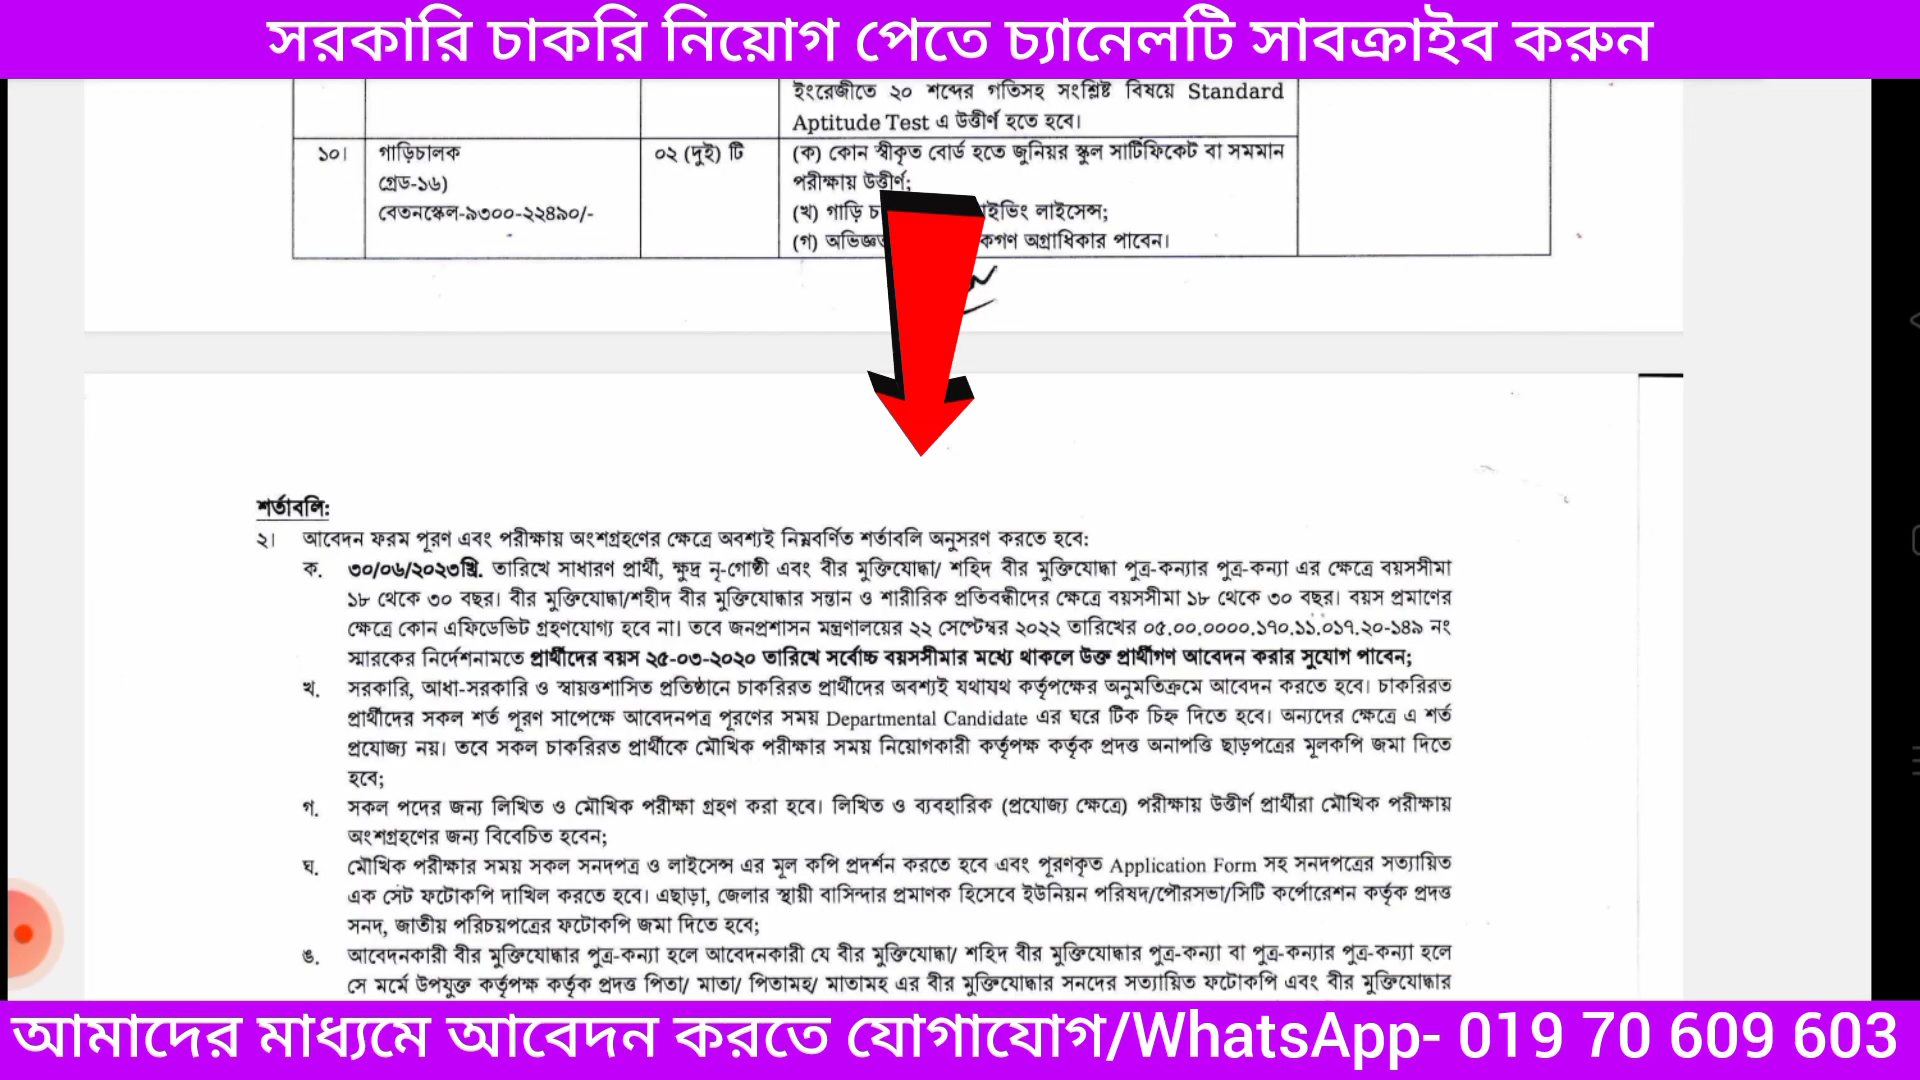 সরকারি চাকরি নিয়োগ পেতে চ্যানেলটি সাবক্রাইব করুন
ইংরেজীতে ২০ শব্দের গতিসহ সংশ্লিষ্ট বিষয়ে Standard
Aptitude Test এ উত্তীর্ণ হতে হবে।
১০। গাড়িচালক ০২ (দুই) টি (ক) কোন স্বীকৃত বোর্ড হতে জুনিয়র স্কুল সার্টিফিকেট বা সমমান
গ্রেড-১৬) পরীক্ষায় উত্তীর্ণ;
বেতনস্কেল-৯৩০০-২২৪৯০/- (খ) গাড়ি লাইসেন্স;
(গ) অগ্রাধিকার পাবেন।
শর্তাবলি:
২। আবেদন ফরম পূরণ এবং পরীক্ষায় অংশগ্রহণের ক্ষেত্রে অবশ্যই নিম্নবর্ণিত শর্তাবলি অনুসরণ করতে হবে:
ক. ৩০/০৬/২০২৩খ্রি. তারিখে সাধারণ প্রার্থী, ক্ষুদ্র নৃ-গোষ্ঠী এবং বীর মুক্তিযোদ্ধা/ শহিদ বীর মুক্তিযোদ্ধা পুত্র-কন্যার পুত্র-কন্যা এর ক্ষেত্রে বয়সসীমা
১৮ থেকে ৩০ বছর। বীর মুক্তিযোদ্ধা/শহীদ বীর মুক্তিযোদ্ধার সন্তান ও শারীরিক প্রতিবন্ধীদের ক্ষেত্রে বয়সসীমা ১৮ থেকে ৩০ বছর। বয়স প্রমাণের
ক্ষেত্রে কোন এফিডেভিট গ্রহণযোগ্য হবে না। তবে জনপ্রশাসন মন্ত্রণালয়ের ২২ সেপ্টেম্বর ২০২২ তারিখের ০৫.০০.০০০০.১৭০.১১.০১৭.২০-১৪৯ নং
স্মারকের নির্দেশনামতে প্রার্থীদের বয়স ২৫-০৩-২০২০ তারিখে সর্বোচ্চ বয়সসীমার মধ্যে থাকলে উক্ত প্রার্থীগণ আবেদন করার সুযোগ পাবেন;
খ. সরকারি, আধা-সরকারি ও স্বায়ত্তশাসিত প্রতিষ্ঠানে চাকরিরত প্রার্থীদের অবশ্যই যথাযথ কর্তৃপক্ষের অনুমতিক্রমে আবেদন করতে হবে। চাকরিরত
প্রার্থীদের সকল শর্ত পূরণ সাপেক্ষে আবেদনপত্র পূরণের সময় Departmental Candidate এর ঘরে টিক চিহ্ন দিতে হবে। অন্যদের ক্ষেত্রে এ শর্ত
প্রযোজ্য নয়। তবে সকল চাকরিরত প্রার্থীকে মৌখিক পরীক্ষার সময় নিয়োগকারী কর্তৃপক্ষ কর্তৃক প্রদত্ত অনাপত্তি ছাড়পত্রের মূলকপি জমা দিতে
হবে;
গ. সকল পদের জন্য লিখিত ও মৌখিক পরীক্ষা গ্রহণ করা হবে। লিখিত ও ব্যবহারিক (প্রযোজ্য ক্ষেত্রে) পরীক্ষায় উত্তীর্ণ প্রার্থীরা মৌখিক পরীক্ষায়
অংশগ্রহণের জন্য বিবেচিত হবেন;
ঘ. মৌখিক পরীক্ষার সময় সকল সনদপত্র ও লাইসেন্স এর মূল কপি প্রদর্শন করতে হবে এবং পূরণকৃত Application Form সহ সনদপত্রের সত্যায়িত
এক সেট ফটোকপি দাখিল করতে হবে। এছাড়া, জেলার স্থায়ী বাসিন্দার প্রমাণক হিসেবে ইউনিয়ন পরিষদ/পৌরসভা/সিটি কর্পোরেশন কর্তৃক প্রদত্ত
সনদ, জাতীয় পরিচয়পত্রের ফটোকপি জমা দিতে হবে;
ঙ. আবেদনকারী বীর মুক্তিযোদ্ধার পুত্র-কন্যা হলে আবেদনকারী যে বীর মুক্তিযোদ্ধা/ শহিদ বীর মুক্তিযোদ্ধার পুত্র-কন্যা বা পুত্র-কন্যার পুত্র-কন্যা হলে
সে মর্মে উপযুক্ত কর্তৃপক্ষ কর্তৃক প্রদত্ত পিতা/ মাতা/ পিতামহ/ মাতামহ এর বীর মুক্তিযোদ্ধার সনদের সত্যায়িত ফটোকপি এবং বীর মুক্তিযোদ্ধার
আমাদের মাধ্যমে আবেদন করতে যোগাযোগ/WhatsApp- 019 70 609 603